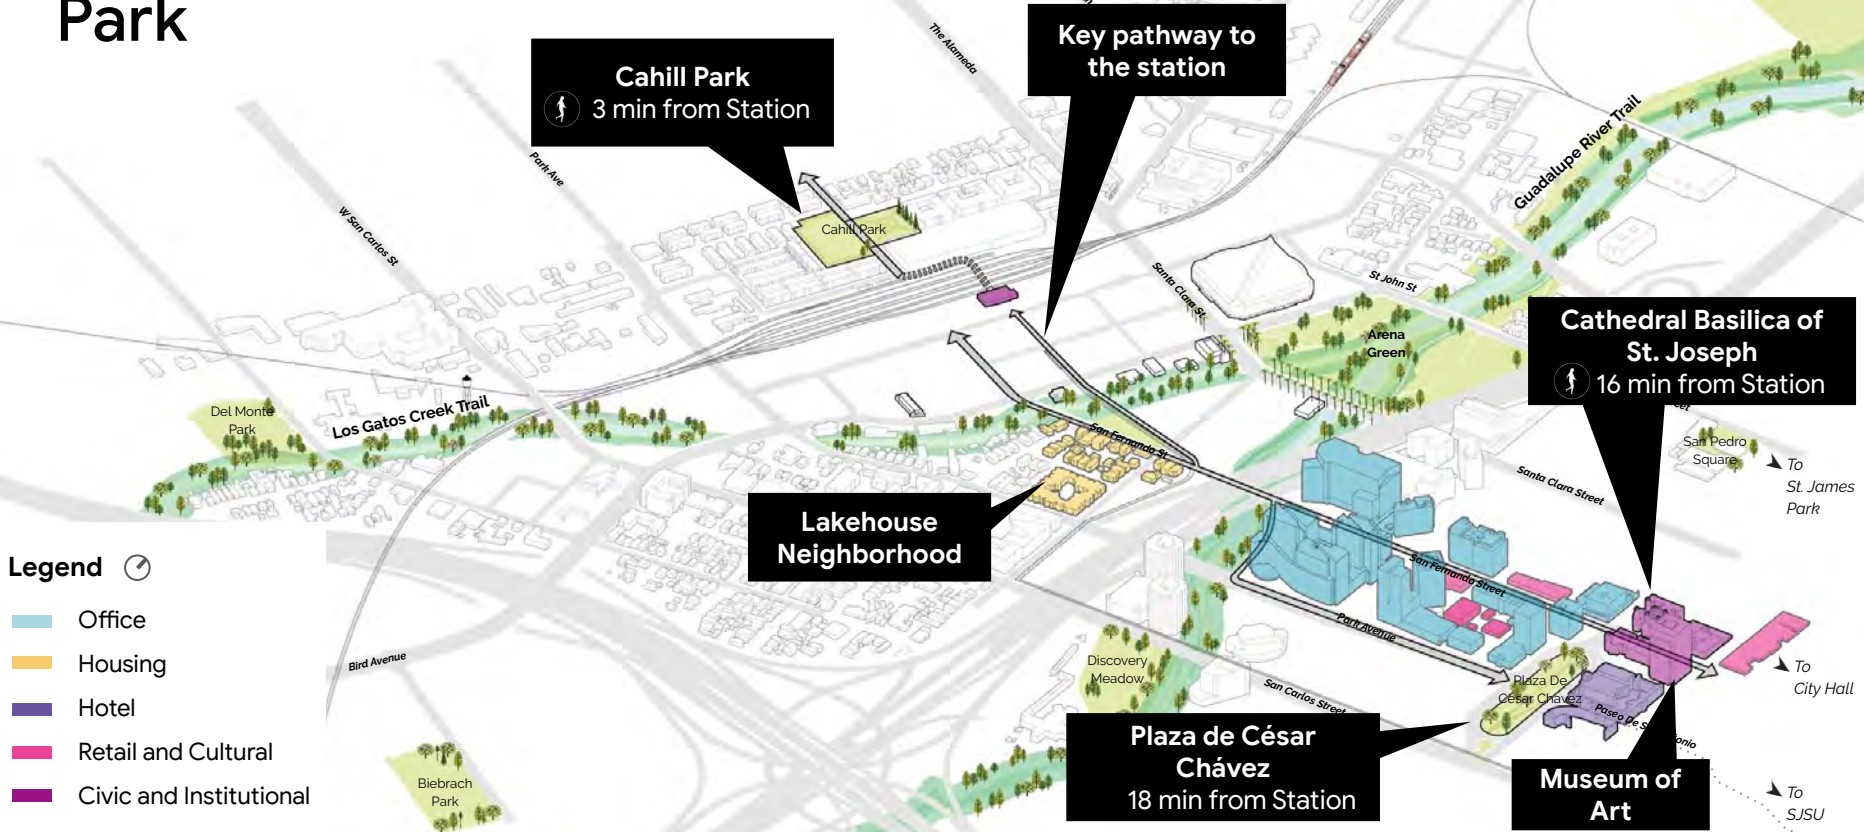 Park
The Alameda
Key pathway to
the station
Cahill Park
3 min from Station
Park Ave
Guadalupe River Trail
W San Carlos St
Cahill Park
Santa Clara St
St John St
Arena
Green
Cathedral Basilica of
St. Joseph
16 min from Station
Del Monte
Park
Los Gatos Creek Trail
San Fernando St
San Pedro
Square
To
St. James
Park
Santa Clara Street
Lakehouse
Neighborhood
Legend
Office
Housing
Hotel
Retail and Cultural
Civic and Institutional
San Fernando Street
Park Avenue
Bird Avenue
Discovery
Meadow
Plaza De
César Chavez
To
City Hall
San Carlos Street
Paseo De S
onio
Plaza de César
Chávez
18 min from Station
Museum of
Art
Biebrach
Park
To
SJSU